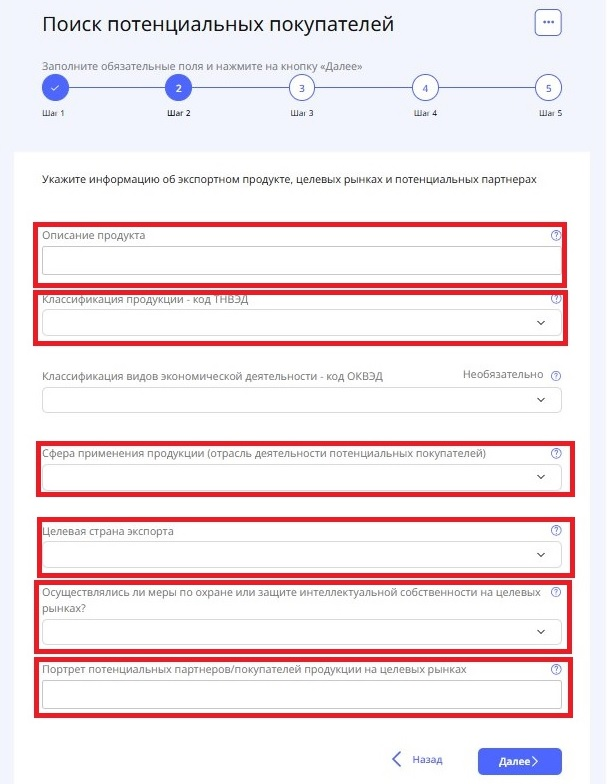 Поиск потенциальных покупателей
Заполните обязательные поля и нажмите на кнопку «Далее»
2 3 4 5
Шаг 1 Шаг 2 Шаг 3 Шаг 4 Шаг 5
Укажите информацию об экспортном продукте, целевых рынках и потенциальных партнерах
Описание продукта
Классификация продукции - код ТНВЭД
Классификация видов экономической деятельности - код ОКВЭД Необязательно
Сфера применения продукции (отрасль деятельности потенциальных покупателей)
Целевая страна экспорта
Осуществлялись ли меры по охране или защите интеллектуальной собственности на целевых
рынках?
Портрет потенциальных партнеров/покупателей продукции на целевых рынках
Назад Далее